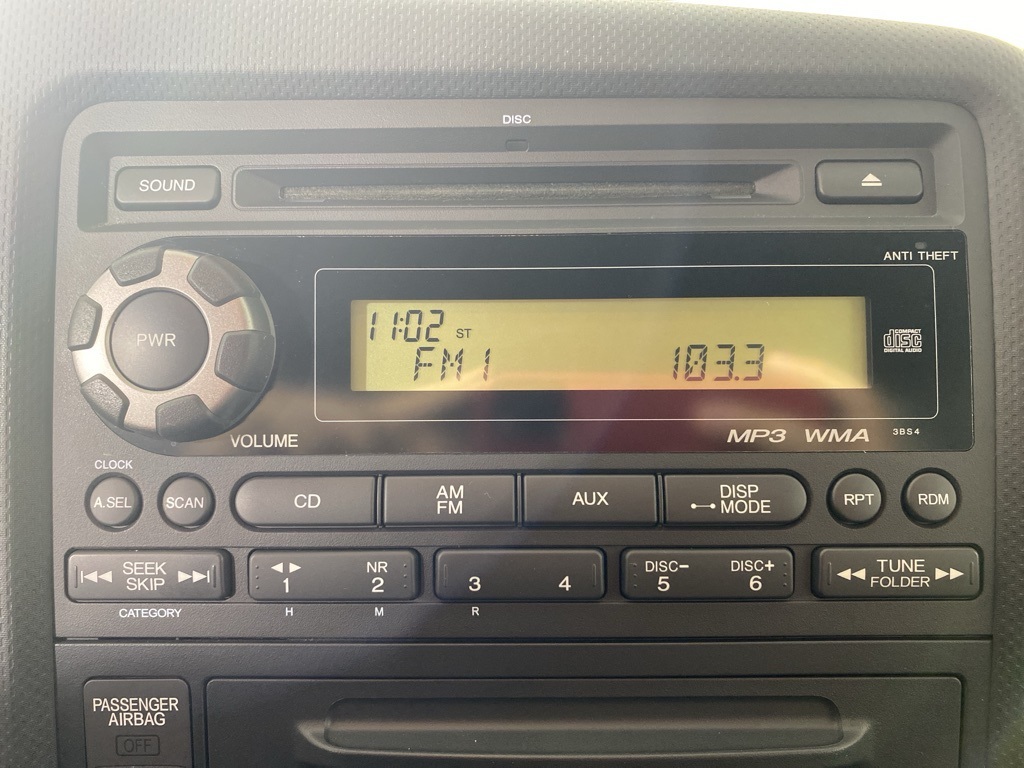 DISC
SOUND
ANTI THEFT
PWR
11:02 ST
FM1 103.3
COMPACT
disc
DIGITAL AUDIO
VOLUME
MP3 WMA 3BS4
CLOCK
A.SEL
SCAN
CD
AM
FM
AUX
DISP
MODE
RPT
RDM
SEEK
SKIP
CATEGORY
1
H
NR
2
M
3
R
4
DISC-
5
DISC+
6
TUNE
FOLDER
PASSENGER
AIRBAG
OFF